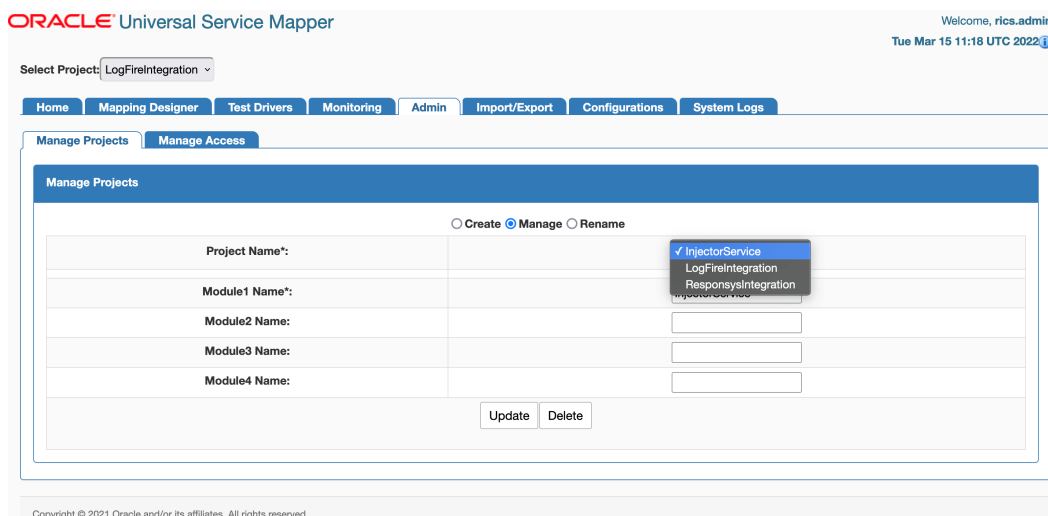 ORACLE® Universal Service Mapper
Welcome, rics.admin
Tue Mar 15 11:18 UTC 2022
Select Project: LogFireIntegration
Home Mapping Designer Test Drivers Monitoring Admin Import/Export Configurations System Logs
Manage Projects Manage Access
Manage Projects
Create Manage Rename
Project Name*: ✓ InjectorService
LogFireIntegration
ResponsysIntegration
Module1 Name*: InjectorService
Module2 Name:
Module3 Name:
Module4 Name:
Update Delete
Copyright © 2021 Oracle and/or its affiliates. All rights reserved.